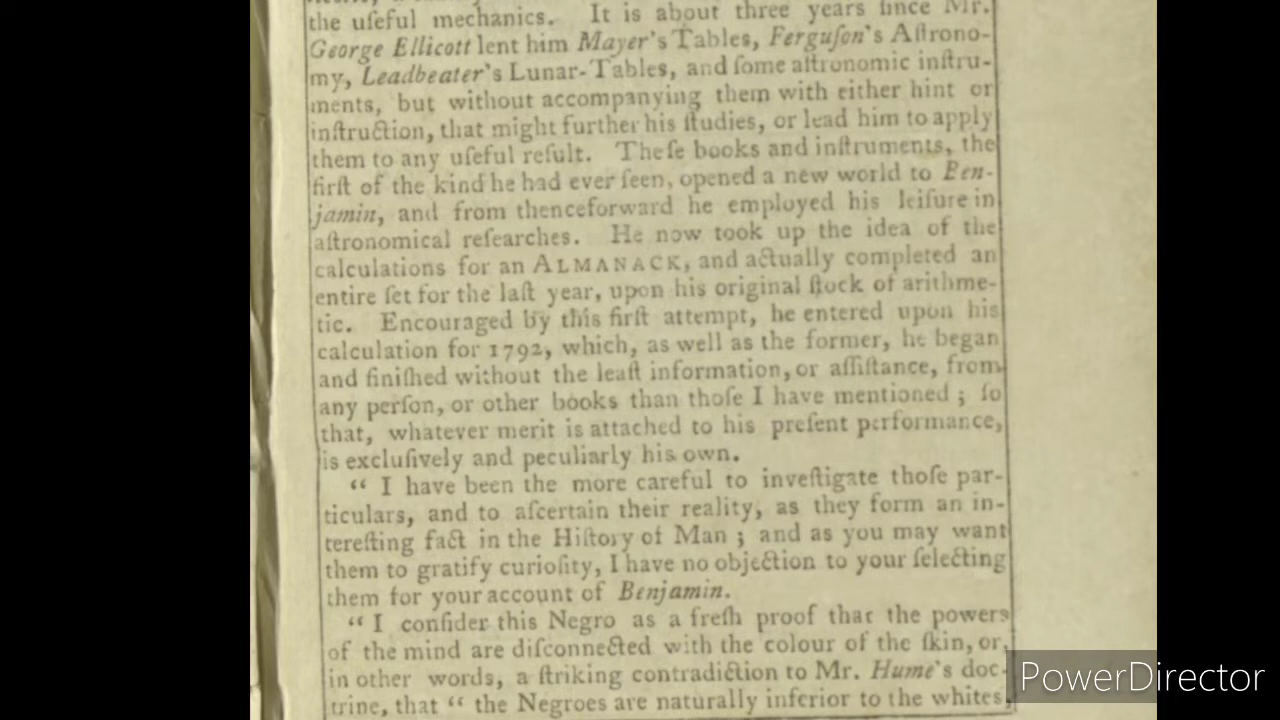 the uſeful mechanics. It is about three years ſince Mr.
George Ellicott lent him Mayer's Tables, Ferguſon's Aſtrono-
my, Leadbeater's Lunar-Tables, and ſome aſtronomic inſtru-
ments, but without accompanying them with either hint or
inſtruction, that might further his ſtudies, or lead him to apply
them to any uſeful reſult. Theſe books and inſtruments, the
firſt of the kind he had ever ſeen, opened a new world to Ben-
jamin, and from thenceforward he employed his leiſure in
aſtronomical reſearches. He now took up the idea of the
calculations for an ALMANACK, and actually completed an
entire ſet for the laſt year, upon his original ſtock of arithme-
tic. Encouraged by this firſt attempt, he entered upon his
calculation for 1792, which, as well as the former, he began
and finiſhed without the leaſt information, or aſſiſtance, from
any perſon, or other books than thoſe I have mentioned ; ſo
that, whatever merit is attached to his preſent performance,
is excluſively and peculiarly his own.
“ I have been the more careful to inveſtigate thoſe par-
ticulars, and to aſcertain their reality, as they form an in-
tereſting fact in the Hiſtory of Man ; and as you may want
them to gratify curioſity, I have no objection to your ſelecting
them for your account of Benjamin.
“ I conſider this Negro as a freſh proof that the powers
of the mind are diſconnected with the colour of the ſkin, or,
in other words, a ſtriking contradiction to Mr. Hume's doc-
trine, that “ the Negroes are naturally inferior to the whites,
PowerDirector